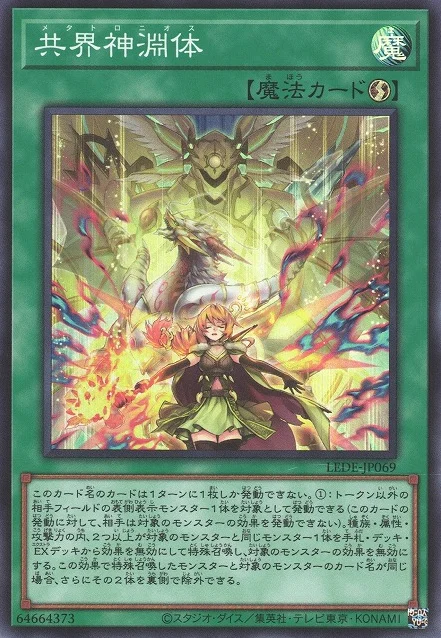 メタトロニオス
共界神淵体
魔
【魔法カード】
LEDE-JP069
このカード名のカードは1ターンに1枚しか発動できない。①:トークン以外の
相手フィールドの表側表示モンスター1体を対象として発動できる(このカードの
発動に対して、相手は対象のモンスターの効果を発動できない)。種族・属性・
攻撃力の内、2つ以上が対象のモンスターと同じモンスター1体を手札・デッキ・
EXデッキから効果を無効にして特殊召喚し、対象のモンスターの効果を無効に
する。この効果で特殊召喚したモンスターと対象のモンスターのカード名が同じ
場合、さらにその2体を裏側で除外できる。
64664373
©スタジオ・ダイス/集英社・テレビ東京・KONAMI